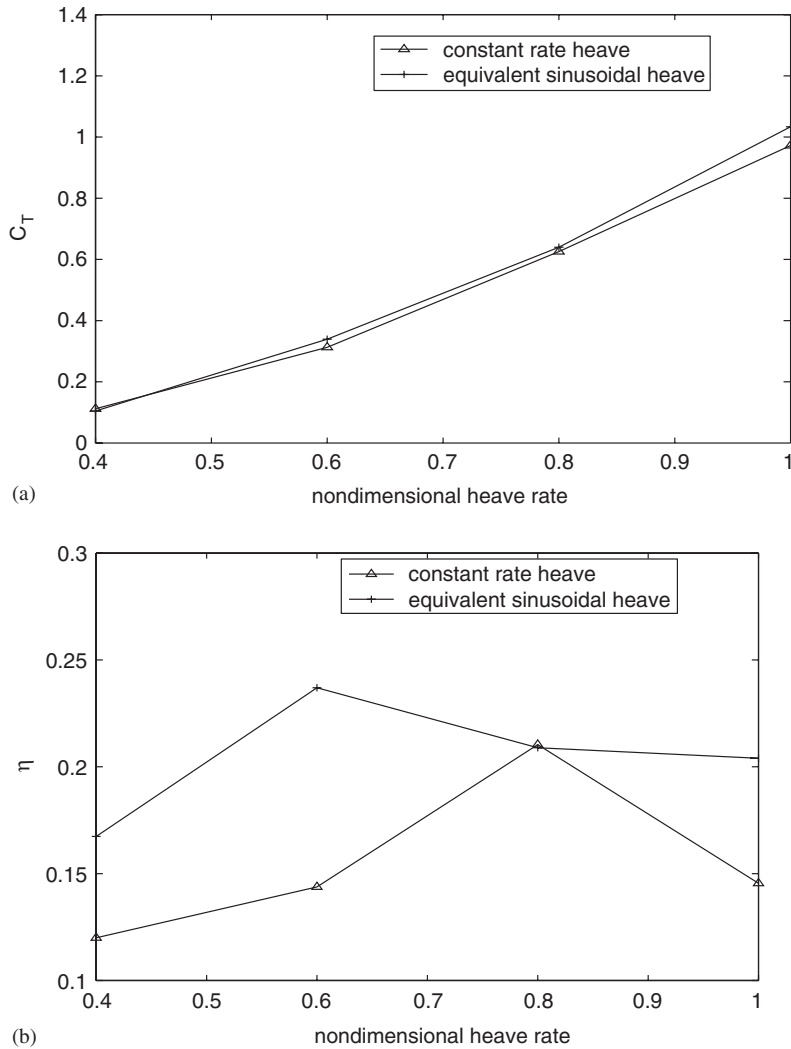 1.4
constant rate heave
equivalent sinusoidal heave
1.2
1
0.8
C_T
0.6
0.4
0.2
0
0.4 0.5 0.6 0.7 0.8 0.9 1
(a)
nondimensional heave rate
0.3
constant rate heave
equivalent sinusoidal heave
0.25
η
0.2
0.15
0.1
0.4 0.5 0.6 0.7 0.8 0.9 1
(b)
nondimensional heave rate